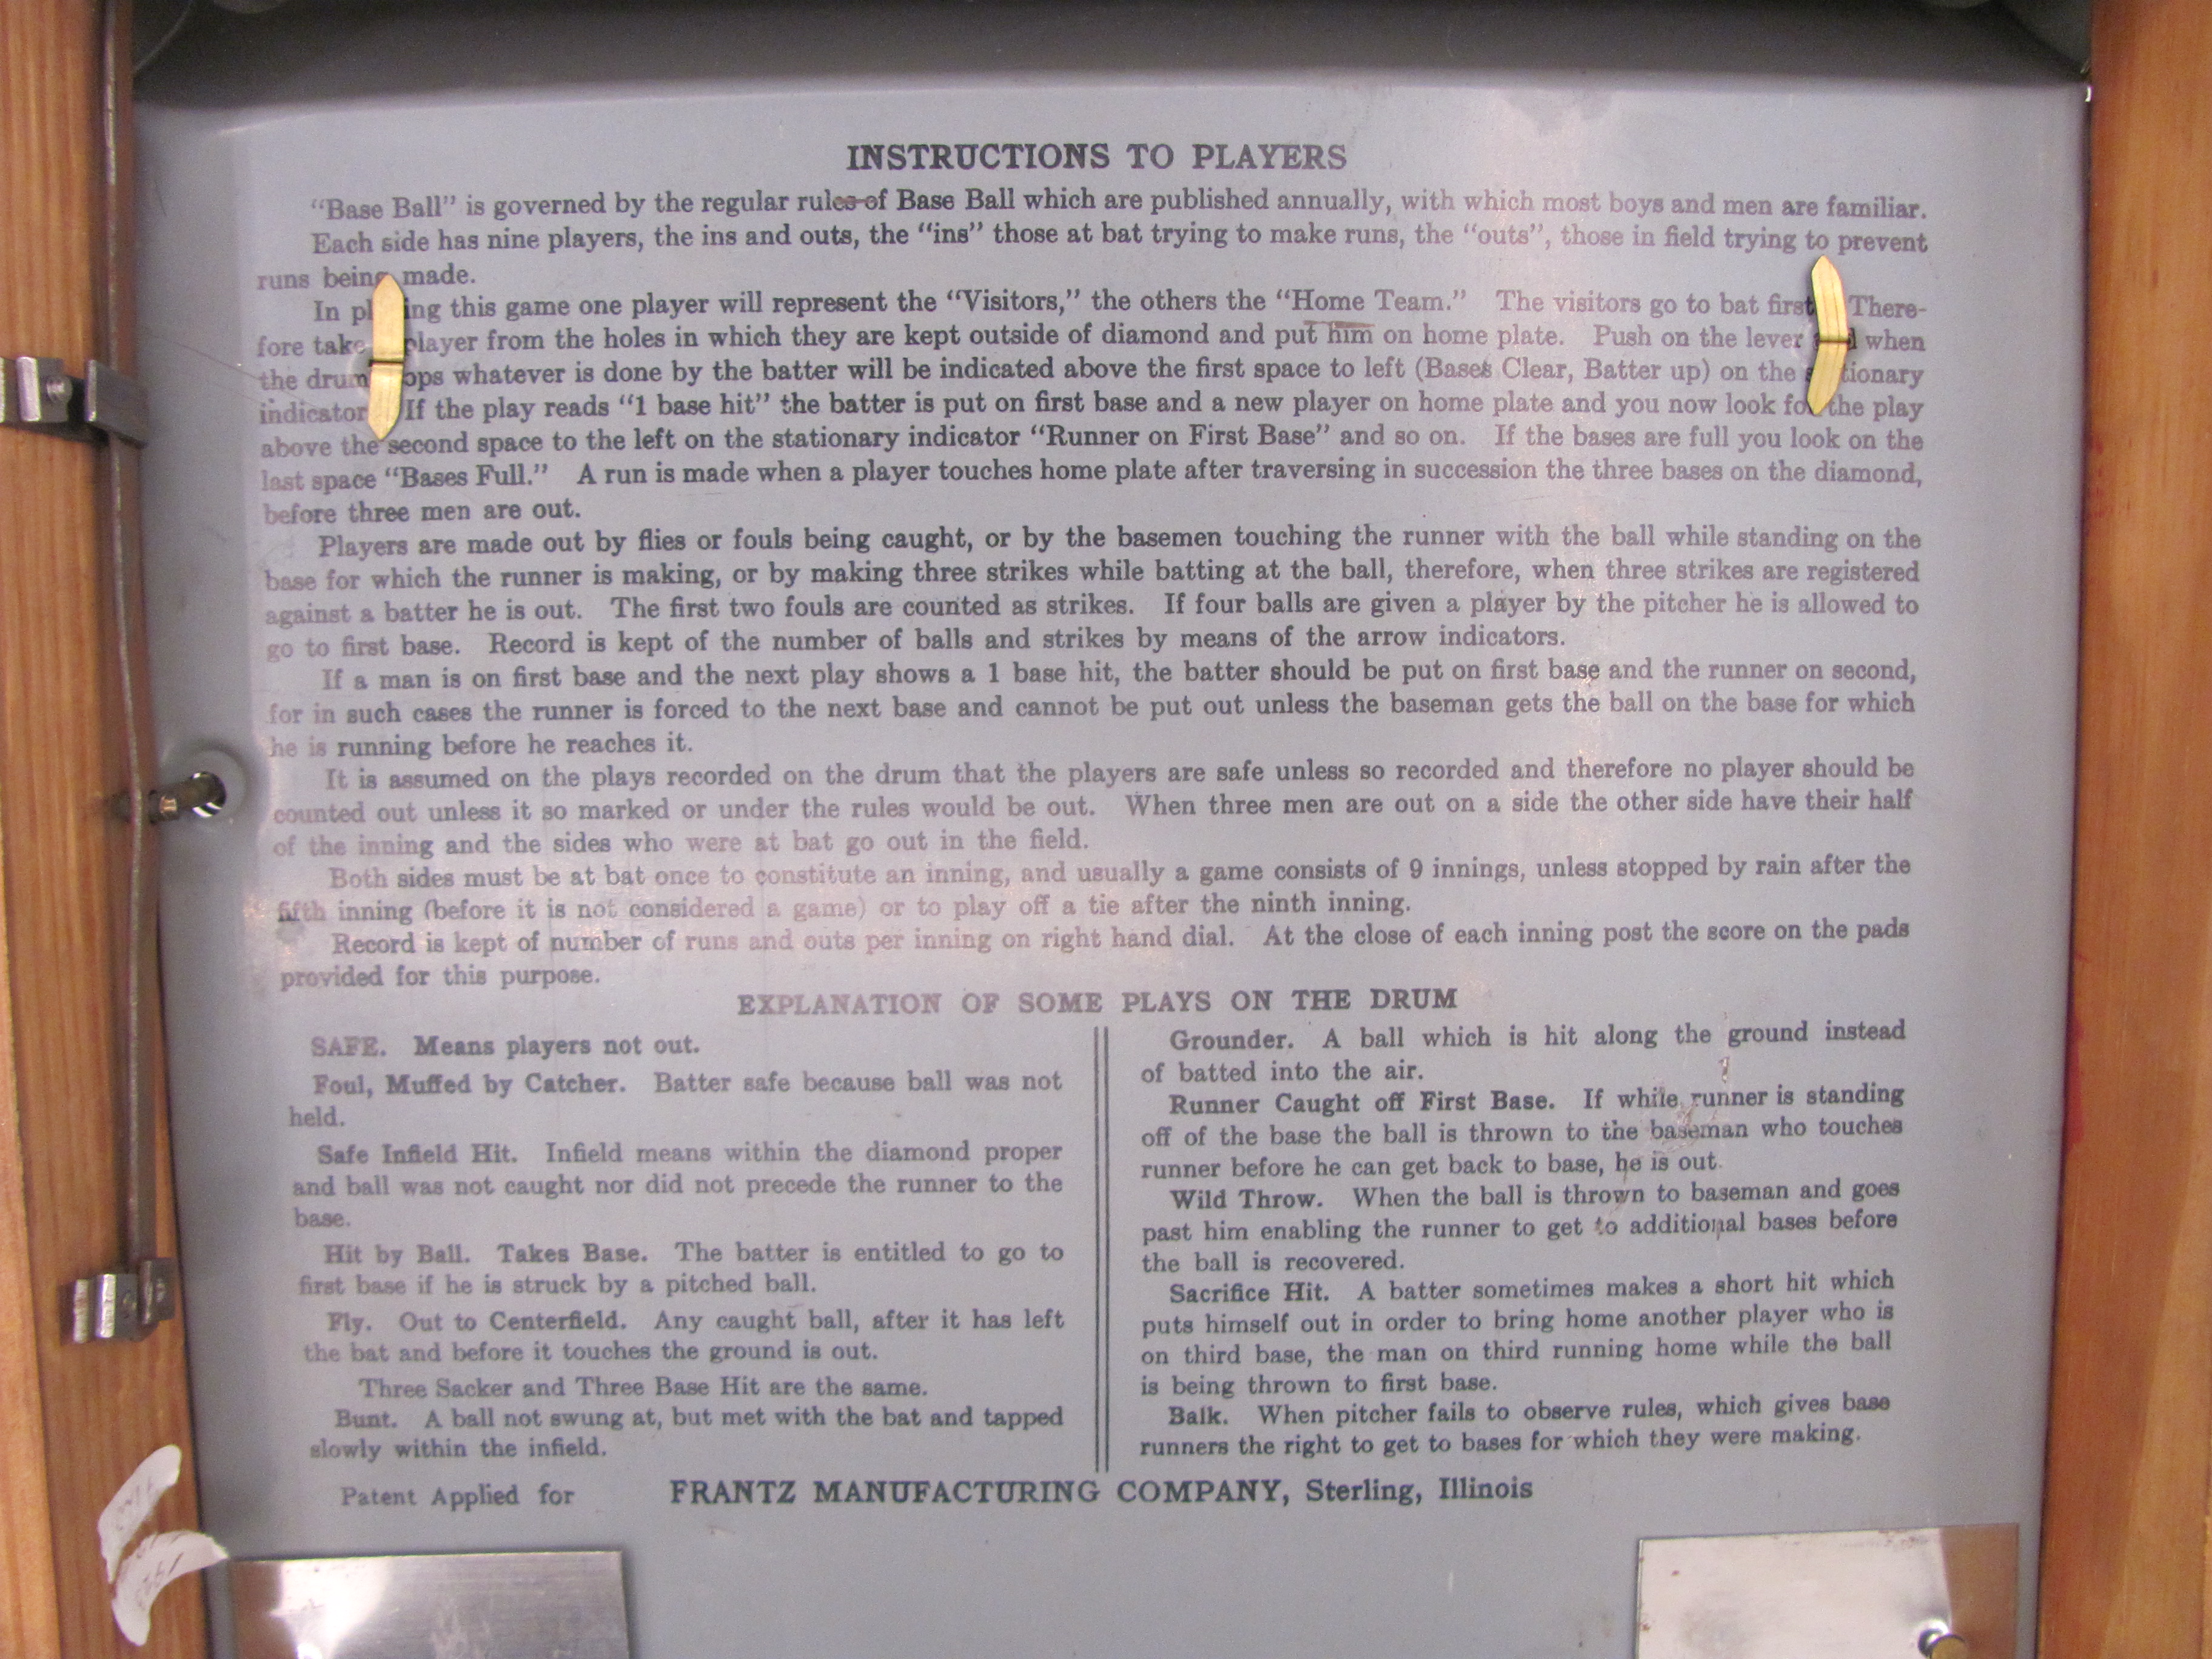 INSTRUCTIONS TO PLAYERS
"Base Ball" is governed by the regular rules of Base Ball which are published annually, with which most boys and men are familiar.
Each side has nine players, the ins and outs, the "ins" those at bat trying to make runs, the "outs", those in field trying to prevent
runs being made.
In playing this game one player will represent the "Visitors," the others the "Home Team." The visitors go to bat first. There-
fore take player from the holes in which they are kept outside of diamond and put him on home plate. Push on the lever and when
the drum stops whatever is done by the batter will be indicated above the first space to left (Bases Clear, Batter up) on the stationary
indicator. If the play reads "1 base hit" the batter is put on first base and a new player on home plate and you now look for the play
above the second space to the left on the stationary indicator "Runner on First Base" and so on. If the bases are full you look on the
last space "Bases Full." A run is made when a player touches home plate after traversing in succession the three bases on the diamond,
before three men are out.
Players are made out by flies or fouls being caught, or by the basemen touching the runner with the ball while standing on the
base for which the runner is making, or by making three strikes while batting at the ball, therefore, when three strikes are registered
against a batter he is out. The first two fouls are counted as strikes. If four balls are given a player by the pitcher he is allowed to
go to first base. Record is kept of the number of balls and strikes by means of the arrow indicators.
If a man is on first base and the next play shows a 1 base hit, the batter should be put on first base and the runner on second,
for in such cases the runner is forced to the next base and cannot be put out unless the baseman gets the ball on the base for which
he is running before he reaches it.
It is assumed on the plays recorded on the drum that the players are safe unless so recorded and therefore no player should be
counted out unless it so marked or under the rules would be out. When three men are out on a side the other side have their half
of the inning and the sides who were at bat go out in the field.
Both sides must be at bat once to constitute an inning, and usually a game consists of 9 innings, unless stopped by rain after the
fifth inning (before it is not considered a game) or to play off a tie after the ninth inning.
Record is kept of number of runs and outs per inning on right hand dial. At the close of each inning post the score on the pads
provided for this purpose.
EXPLANATION OF SOME PLAYS ON THE DRUM
SAFE. Means players not out.
Foul, Muffed by Catcher. Batter safe because ball was not
held.
Safe Infield Hit. Infield means within the diamond proper
and ball was not caught nor did not precede the runner to the
base.
Hit by Ball. Takes Base. The batter is entitled to go to
first base if he is struck by a pitched ball.
Fly. Out to Centerfield. Any caught ball, after it has left
the bat and before it touches the ground is out.
Three Sacker and Three Base Hit are the same.
Bunt. A ball not swung at, but met with the bat and tapped
slowly within the infield.
Grounder. A ball which is hit along the ground instead
of batted into the air.
Runner Caught off First Base. If while runner is standing
off of the base the ball is thrown to the baseman who touches
runner before he can get back to base, he is out.
Wild Throw. When the ball is thrown to baseman and goes
past him enabling the runner to get to additional bases before
the ball is recovered.
Sacrifice Hit. A batter sometimes makes a short hit which
puts himself out in order to bring home another player who is
on third base, the man on third running home while the ball
is being thrown to first base.
Balk. When pitcher fails to observe rules, which gives base
runners the right to get to bases for which they were making.
Patent Applied for FRANTZ MANUFACTURING COMPANY, Sterling, Illinois